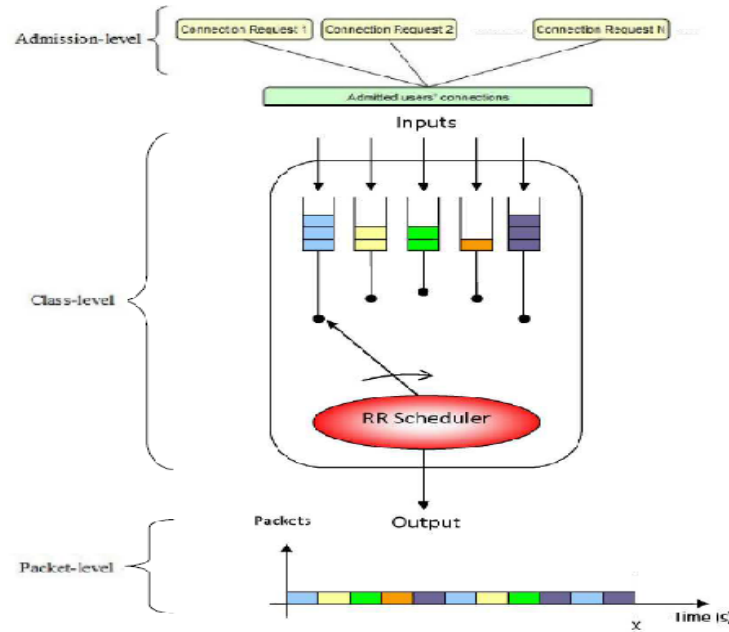 Admission-level
Connection Request 1
Connection Request 2
Connection Request N
Admitted users' connections
Inputs
Class-level
RR Scheduler
Packets
Output
Packet-level
Time (s)
X